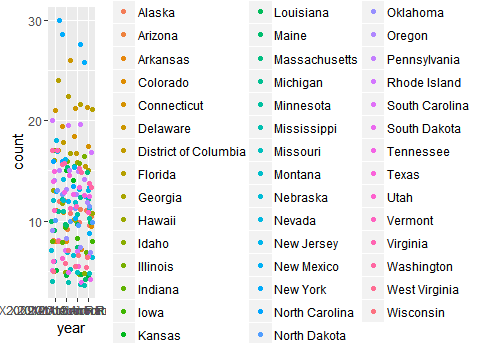 30
20
10
count
year
Alaska
Arizona
Arkansas
Colorado
Connecticut
Delaware
District of Columbia
Florida
Georgia
Hawaii
Idaho
Illinois
Indiana
Iowa
Kansas
Louisiana
Maine
Massachusetts
Michigan
Minnesota
Mississippi
Missouri
Montana
Nebraska
Nevada
New Jersey
New Mexico
New York
North Carolina
North Dakota
Oklahoma
Oregon
Pennsylvania
Rhode Island
South Carolina
South Dakota
Tennessee
Texas
Utah
Vermont
Virginia
Washington
West Virginia
Wisconsin